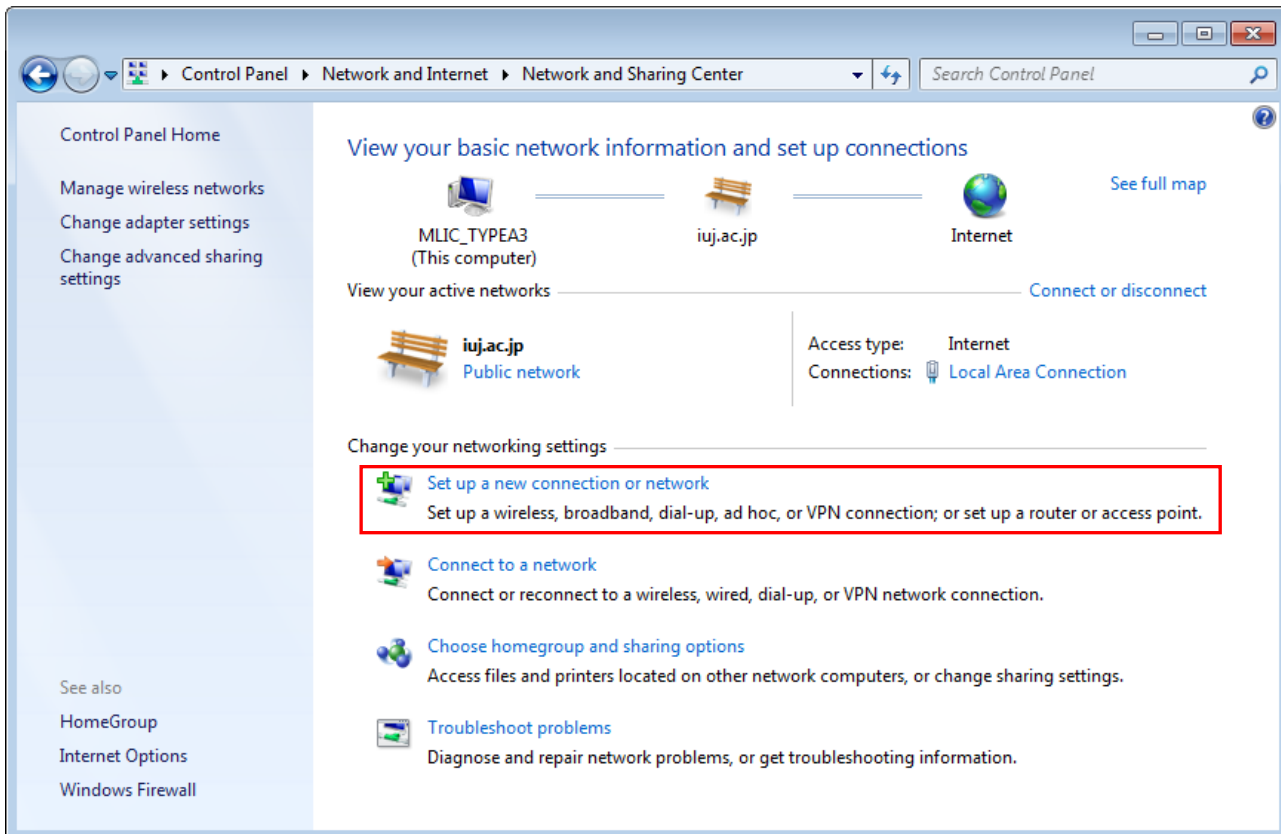 Control Panel Network and Internet Network and Sharing Center
Search Control Panel
Control Panel Home
Manage wireless networks
Change adapter settings
Change advanced sharing
settings
See also
HomeGroup
Internet Options
Windows Firewall
View your basic network information and set up connections
See full map
MLIC_TYPEA3
(This computer)
iuj.ac.jp
Internet
View your active networks
Connect or disconnect
iuj.ac.jp
Public network
Access type: Internet
Connections: Local Area Connection
Change your networking settings
Set up a new connection or network
Set up a wireless, broadband, dial-up, ad hoc, or VPN connection; or set up a router or access point.
Connect to a network
Connect or reconnect to a wireless, wired, dial-up, or VPN network connection.
Choose homegroup and sharing options
Access files and printers located on other network computers, or change sharing settings.
Troubleshoot problems
Diagnose and repair network problems, or get troubleshooting information.